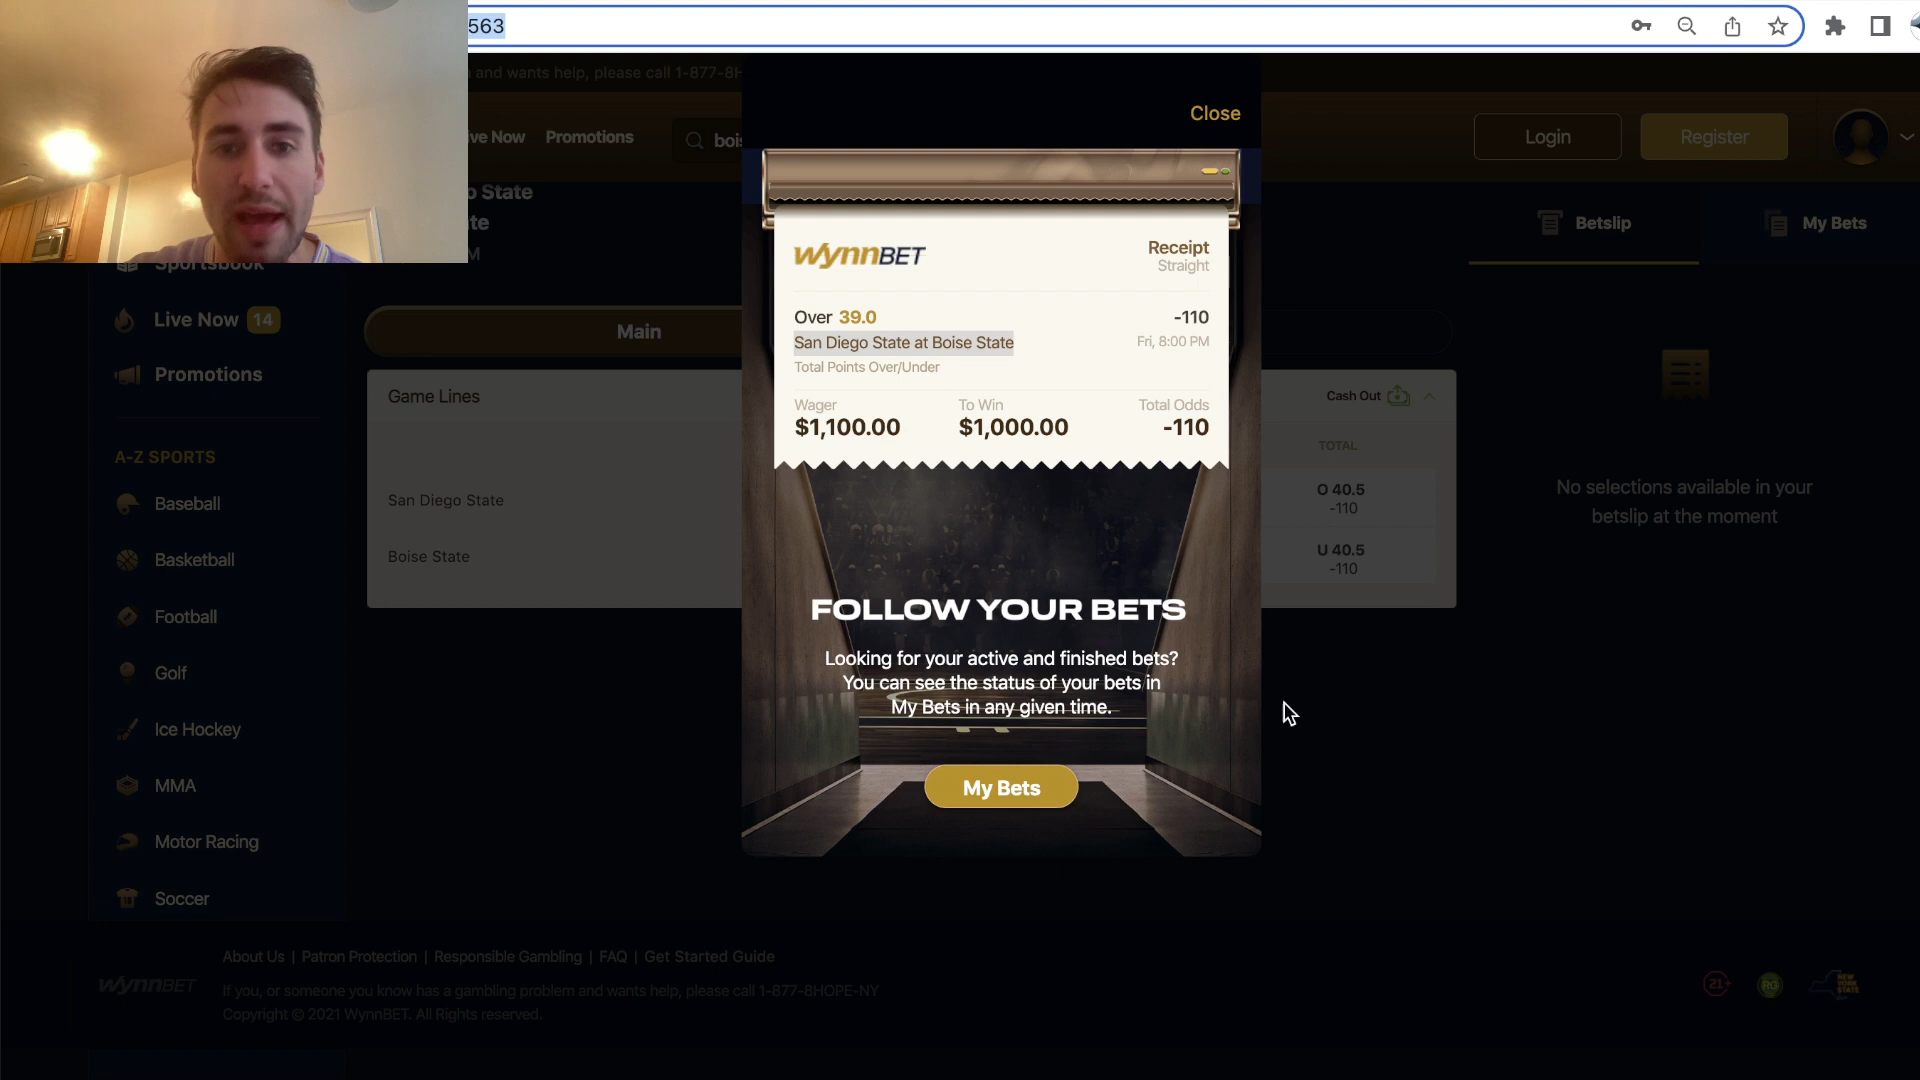 563
and wants help, please call 1-877-8H
Close
ve Now
Promotions
bois
Login
Register
State
te
M
Betslip
My Bets
Sportsbook
Live Now 14
Promotions
Main
WynnBET
Receipt
Straight
Over 39.0
-110
San Diego State at Boise State
Fri, 8:00 PM
Total Points Over/Under
Wager
To Win
Total Odds
$1,100.00
$1,000.00
-110
Game Lines
Cash Out
TOTAL
San Diego State
O 40.5
-110
Boise State
U 40.5
-110
No selections available in your
betslip at the moment
A-Z SPORTS
Baseball
Basketball
Football
Golf
Ice Hockey
MMA
Motor Racing
Soccer
FOLLOW YOUR BETS
Looking for your active and finished bets?
You can see the status of your bets in
My Bets in any given time.
My Bets
About Us | Patron Protection | Responsible Gambling | FAQ | Get Started Guide
WynnBET
If you, or someone you know has a gambling problem and wants help, please call 1-877-8HOPE-NY
Copyright © 2021 WynnBET. All Rights reserved.
21+
RG
NEW
YORK
STATE